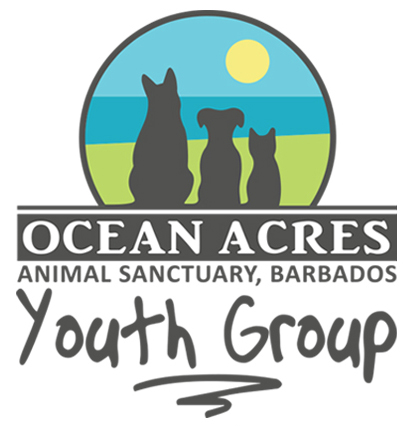 OCEAN ACRES
ANIMAL SANCTUARY, BARBADOS
Youth Group